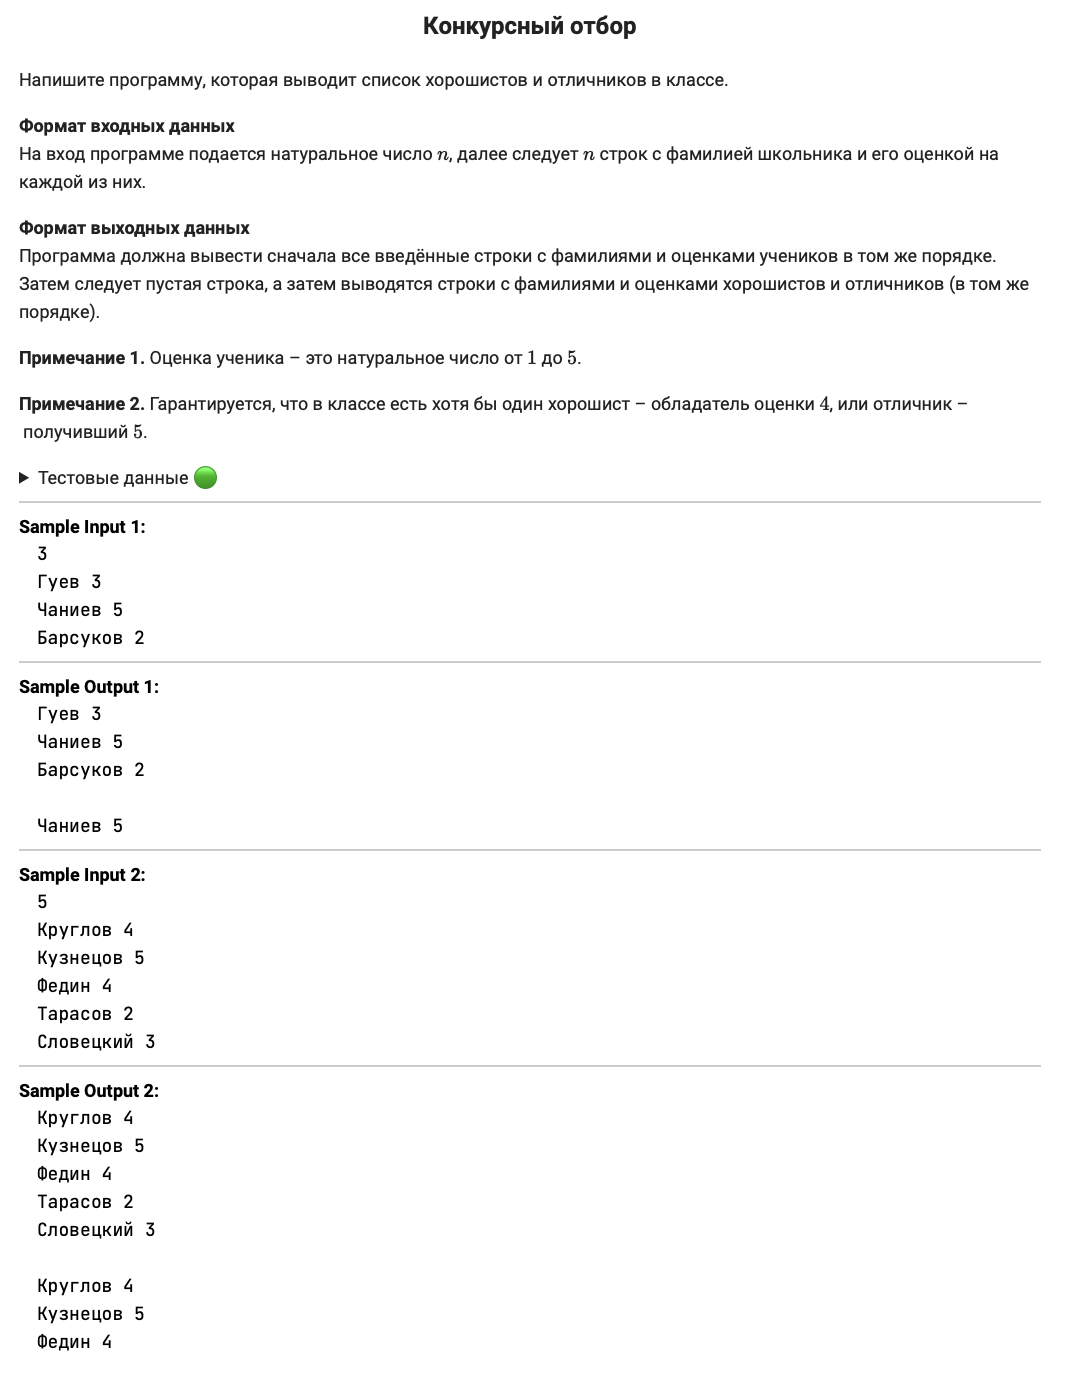 Конкурсный отбор
Напишите программу, которая выводит список хорошистов и отличников в классе.
Формат входных данных
На вход программе подается натуральное число n, далее следует n строк с фамилией школьника и его оценкой на
каждой из них.
Формат выходных данных
Программа должна вывести сначала все введённые строки с фамилиями и оценками учеников в том же порядке.
Затем следует пустая строка, а затем выводятся строки с фамилиями и оценками хорошистов и отличников (в том же
порядке).
Примечание 1. Оценка ученика – это натуральное число от 1 до 5.
Примечание 2. Гарантируется, что в классе есть хотя бы один хорошист – обладатель оценки 4, или отличник –
получивший 5.
Тестовые данные
Sample Input 1:
3
Гуев 3
Чаниев 5
Барсуков 2
Sample Output 1:
Гуев 3
Чаниев 5
Барсуков 2
Чаниев 5
Sample Input 2:
5
Круглов 4
Кузнецов 5
Федин 4
Тарасов 2
Словецкий 3
Sample Output 2:
Круглов 4
Кузнецов 5
Федин 4
Тарасов 2
Словецкий 3
Круглов 4
Кузнецов 5
Федин 4